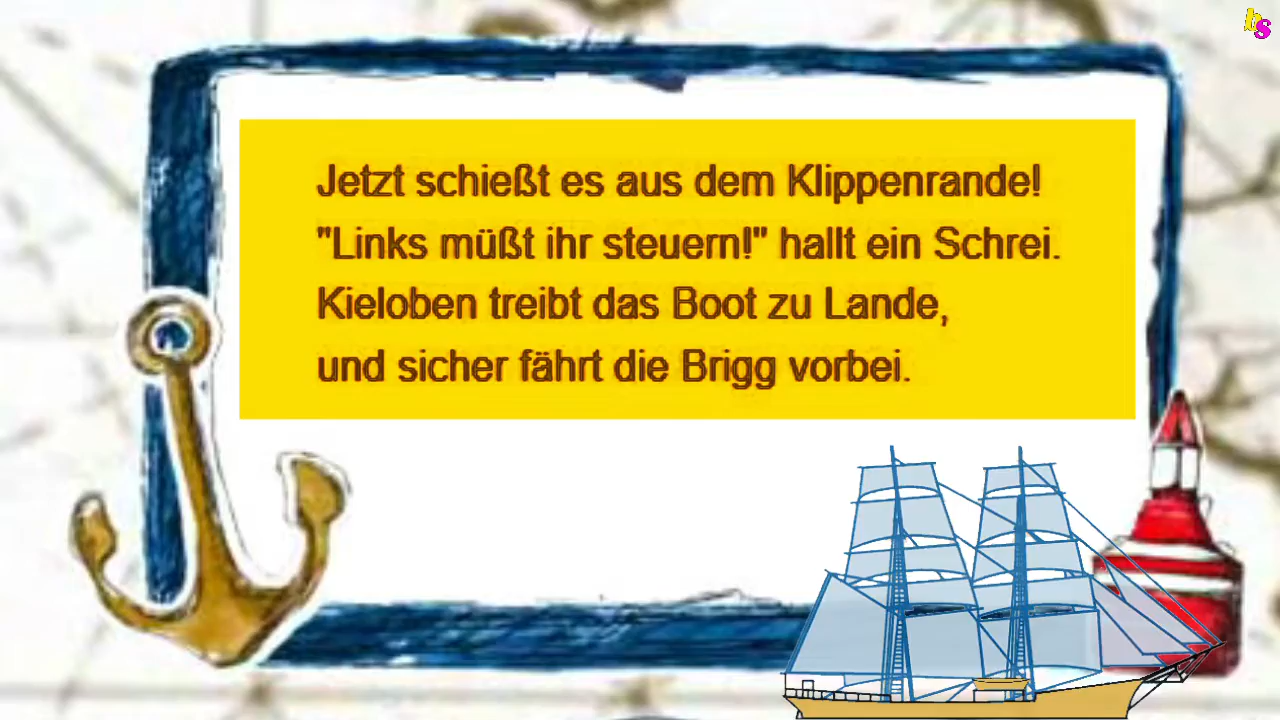 bs
Jetzt schießt es aus dem Klippenrande!
"Links müßt ihr steuern!" hallt ein Schrei.
Kieloben treibt das Boot zu Lande,
und sicher fährt die Brigg vorbei.